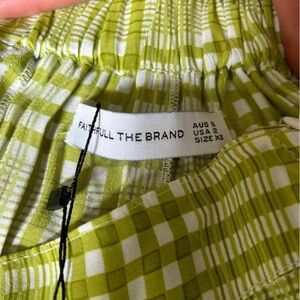 FAITHFULL THE BRAND
AUS 6
USA 2
SIZE XS